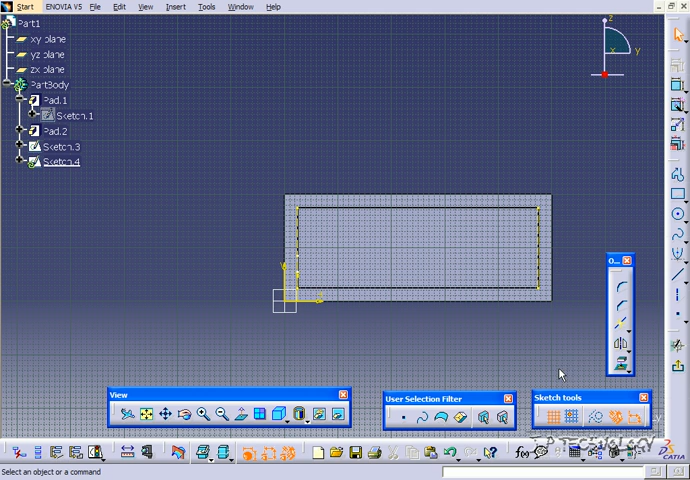 Start ENOVIA V5 File Edit View Insert Tools Window Help
Part1
xy plane
yz plane
zx plane
PartBody
Pad.1
Sketch.1
Pad.2
Sketch.3
Sketch.4
z
y
x
O...
View
User Selection Filter
Sketch tools
TECHNOLOGY
CATIA
Select an object or a command